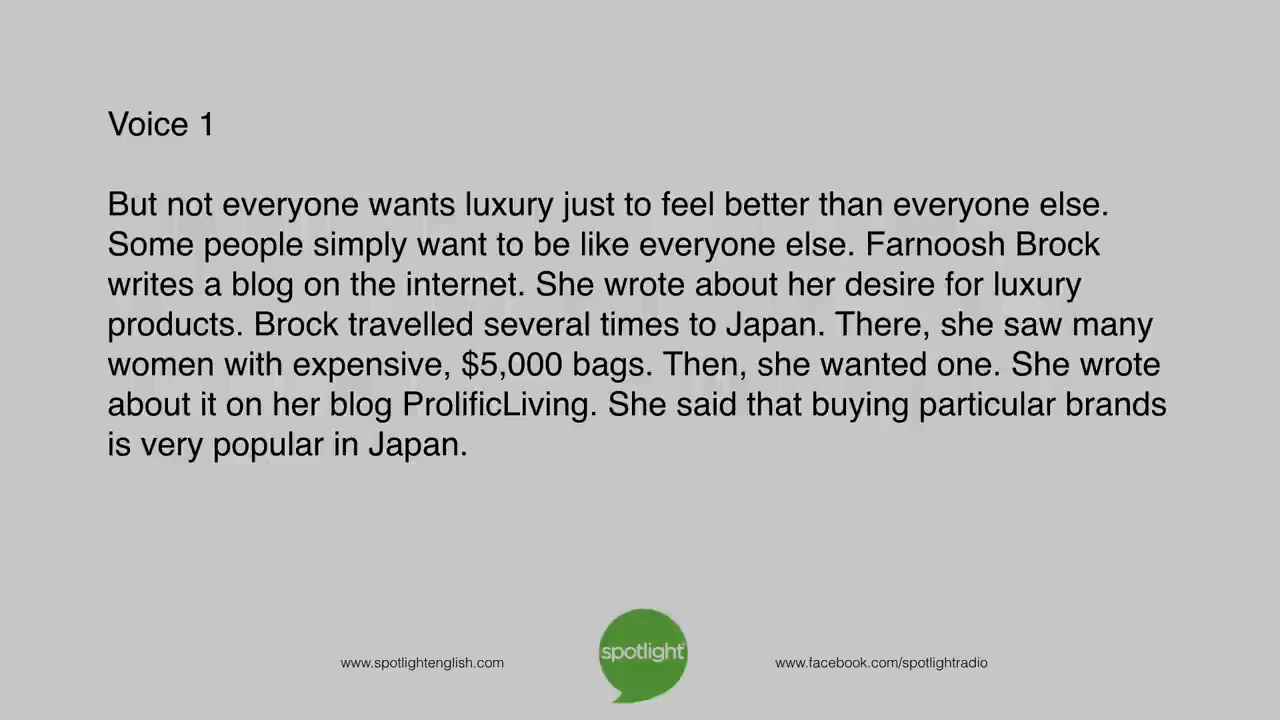 Voice 1
But not everyone wants luxury just to feel better than everyone else.
Some people simply want to be like everyone else. Farnoosh Brock
writes a blog on the internet. She wrote about her desire for luxury
products. Brock travelled several times to Japan. There, she saw many
women with expensive, $5,000 bags. Then, she wanted one. She wrote
about it on her blog ProlificLiving. She said that buying particular brands
is very popular in Japan.
www.spotlightenglish.com
spotlight
www.facebook.com/spotlightradio